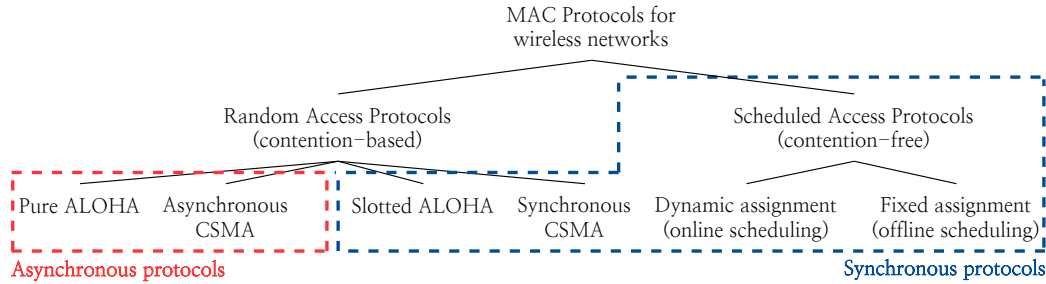 MAC Protocols for
wireless networks
Random Access Protocols
(contention-based)
Scheduled Access Protocols
(contention-free)
Pure ALOHA
Asynchronous
CSMA
Slotted ALOHA
Synchronous
CSMA
Dynamic assignment
(online scheduling)
Fixed assignment
(offline scheduling)
Asynchronous protocols
Synchronous protocols